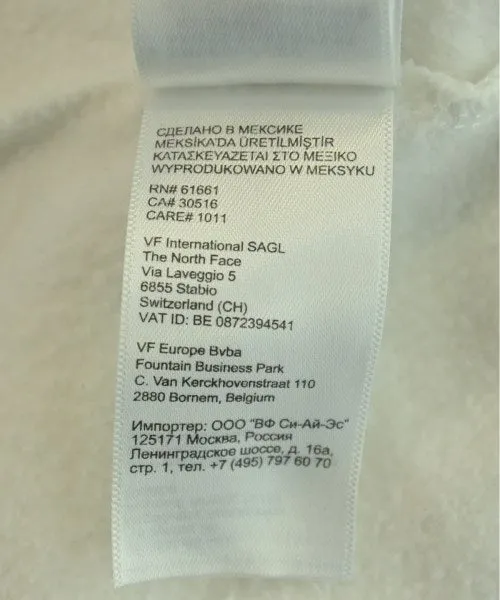 СДЕЛАНО В МЕКСИКЕ
MEKSİKA'DA ÜRETİLMİŞTİR
ΚΑΤΑΣΚΕΥΑΖΕΤΑΙ ΣΤΟ ΜΕΞΙΚΟ
WYPRODUKOWANO W MEKSYKU
RN# 61661
CA# 30516
CARE# 1011
VF International SAGL
The North Face
Via Laveggio 5
6855 Stabio
Switzerland (CH)
VAT ID: BE 0872394541
VF Europe Bvba
Fountain Business Park
C. Van Kerckhovenstraat 110
2880 Bornem, Belgium
Импортер: ООО "ВФ Си-Ай-Эс"
125171 Москва, Россия
Ленинградское шоссе, д. 16а,
стр. 1, тел. +7 (495) 797 60 70